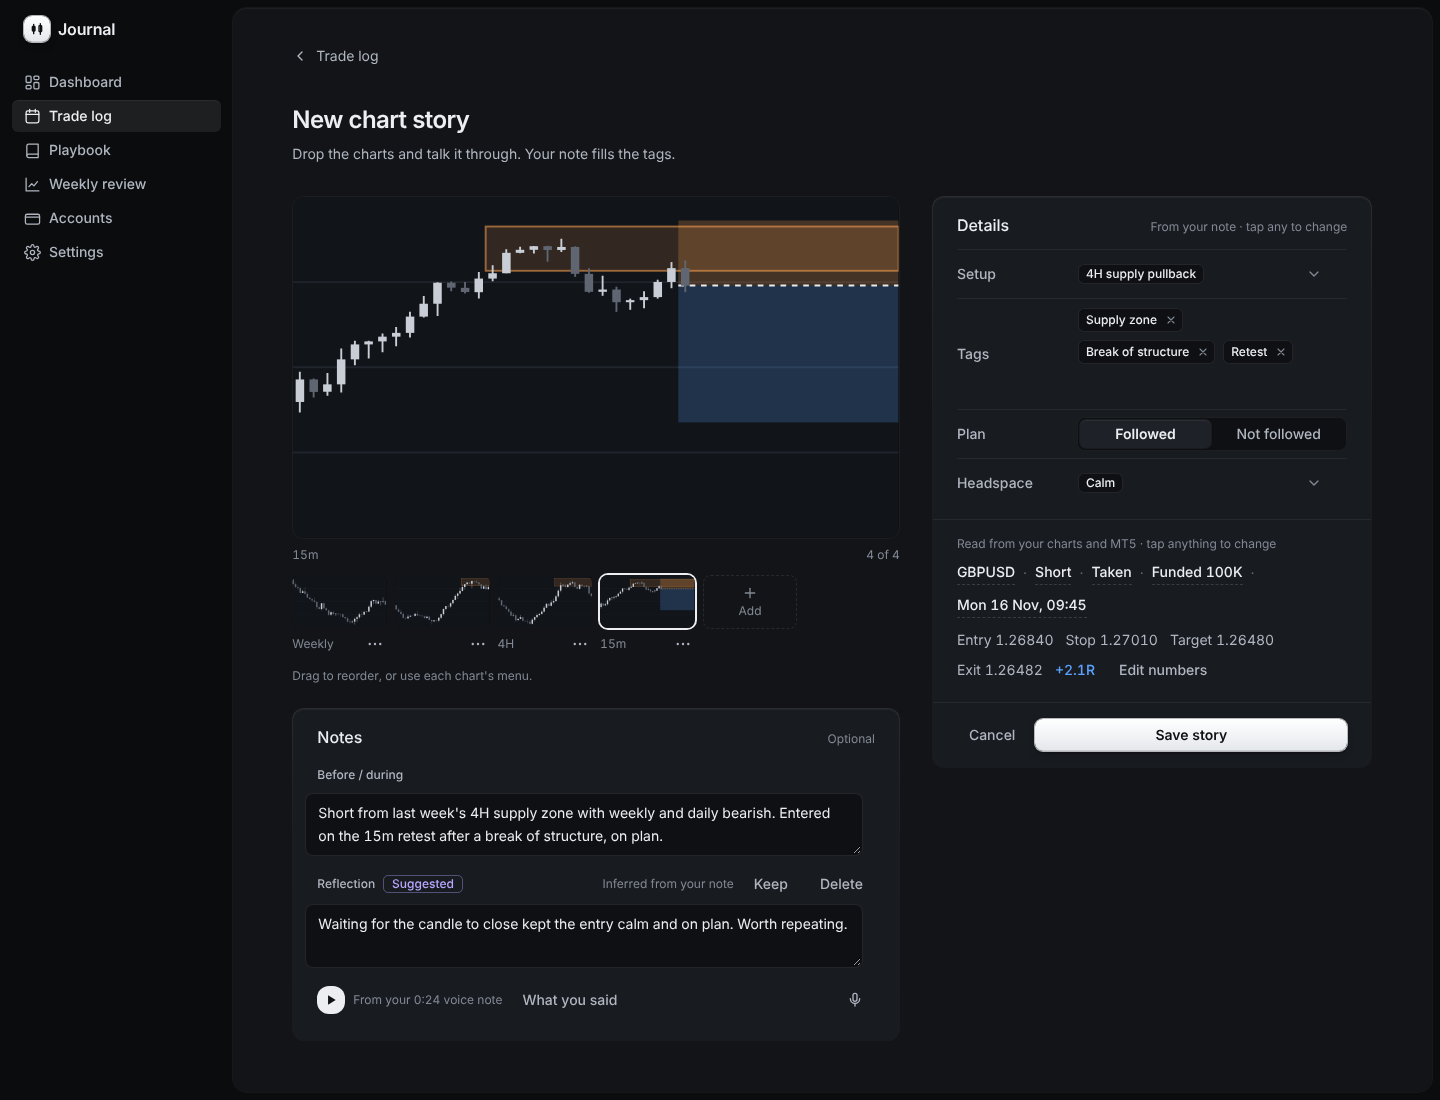 Journal
Dashboard
Trade log
Playbook
Weekly review
Accounts
Settings
Trade log
New chart story
Drop the charts and talk it through. Your note fills the tags.
15m
4 of 4
Add
Weekly
4H
15m
Drag to reorder, or use each chart's menu.
Notes
Optional
Before / during
Short from last week's 4H supply zone with weekly and daily bearish. Entered
on the 15m retest after a break of structure, on plan.
Reflection Suggested Inferred from your note Keep Delete
Waiting for the candle to close kept the entry calm and on plan. Worth repeating.
From your 0:24 voice note What you said
Details
From your note · tap any to change
Setup 4H supply pullback
Tags
Supply zone
Break of structure Retest
Plan Followed Not followed
Headspace Calm
Read from your charts and MT5 · tap anything to change
GBPUSD · Short · Taken · Funded 100K ·
Mon 16 Nov, 09:45
Entry 1.26840 Stop 1.27010 Target 1.26480
Exit 1.26482 +2.1R Edit numbers
Cancel Save story